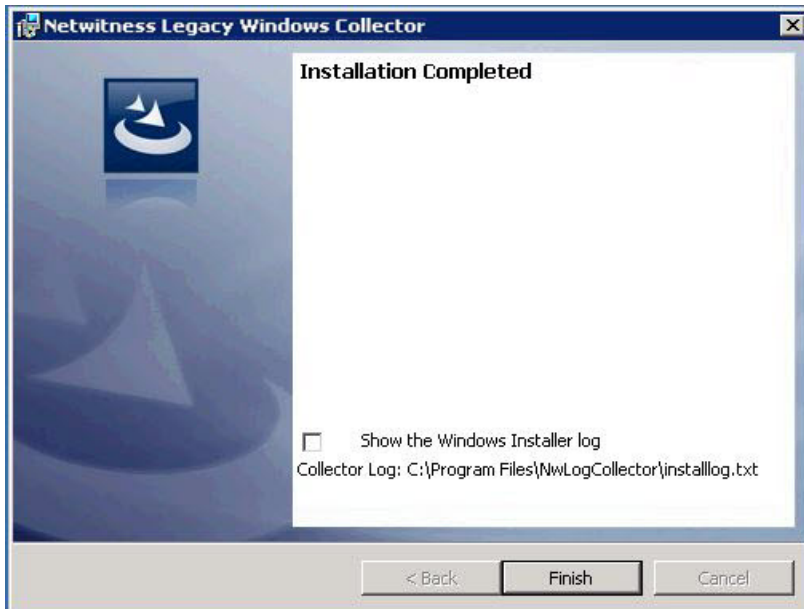 Netwitness Legacy Windows Collector
Installation Completed
Show the Windows Installer log
Collector Log: C:\Program Files\NwLogCollector\installlog.txt
< Back
Finish
Cancel